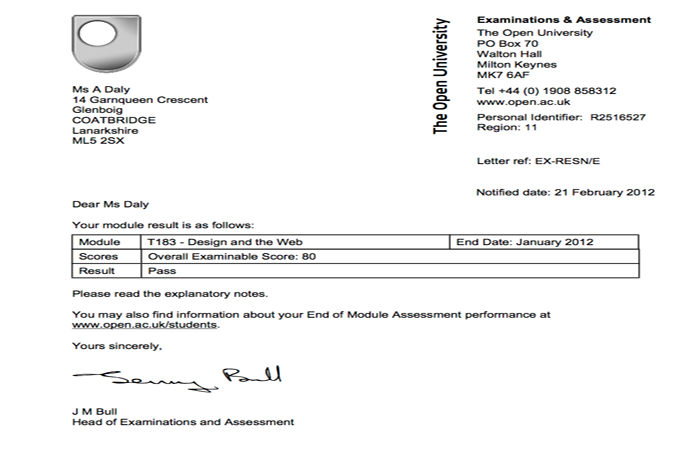 The Open University
Examinations & Assessment
The Open University
PO Box 70
Walton Hall
Milton Keynes
MK7 6AF
Tel +44 (0) 1908 858312
www.open.ac.uk
Personal Identifier: R2516527
Region: 11
Letter ref: EX-RESN/E
Notified date: 21 February 2012
Ms A Daly
14 Garnqueen Crescent
Glenboig
COATBRIDGE
Lanarkshire
ML5 2SX
Dear Ms Daly
Your module result is as follows:
Module T183 - Design and the Web End Date: January 2012
Scores Overall Examinable Score: 80
Result Pass
Please read the explanatory notes.
You may also find information about your End of Module Assessment performance at
www.open.ac.uk/students.
Yours sincerely,
J M Bull
Head of Examinations and Assessment